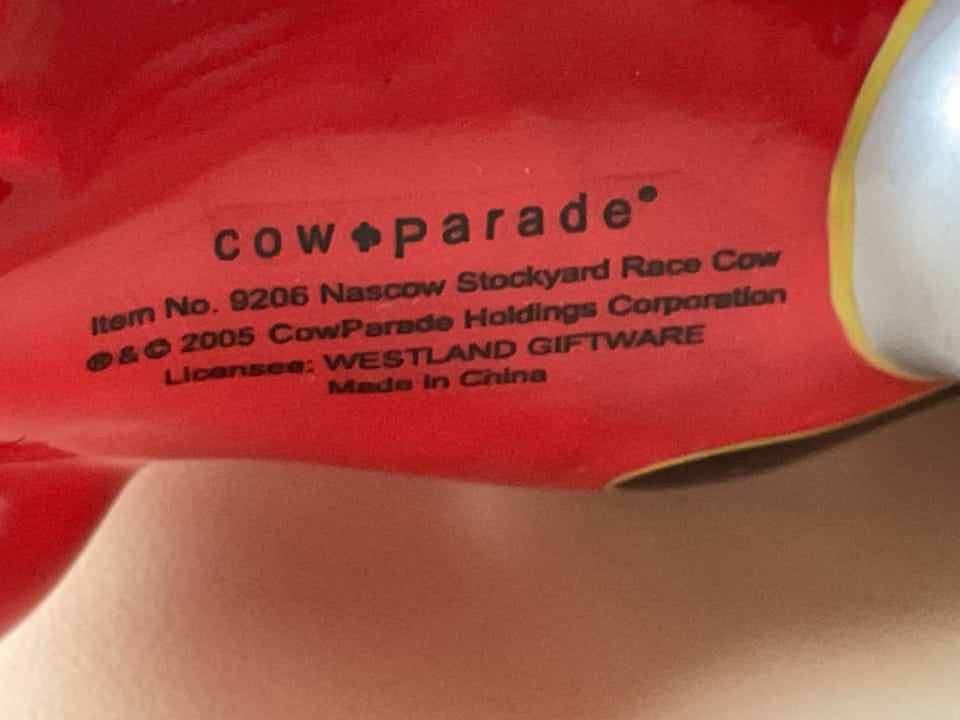 cow parade®
Item No. 9206 Nascow Stockyard Race Cow
® & © 2005 CowParade Holdings Corporation
Licensee: WESTLAND GIFTWARE
Made in China